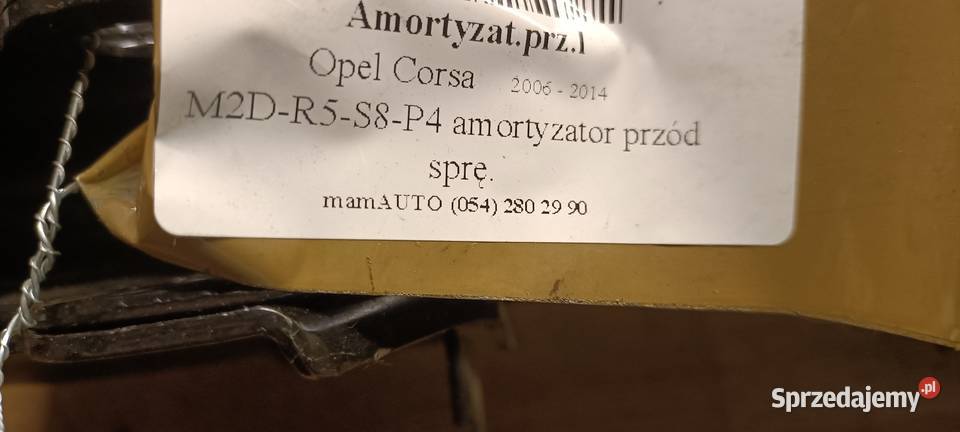 Amortyzat.prz.l
Opel Corsa 2006 - 2014
M2D-R5-S8-P4 amortyzator przód
sprę.
mamAUTO (054) 280 29 90
Sprzedajemy.pl